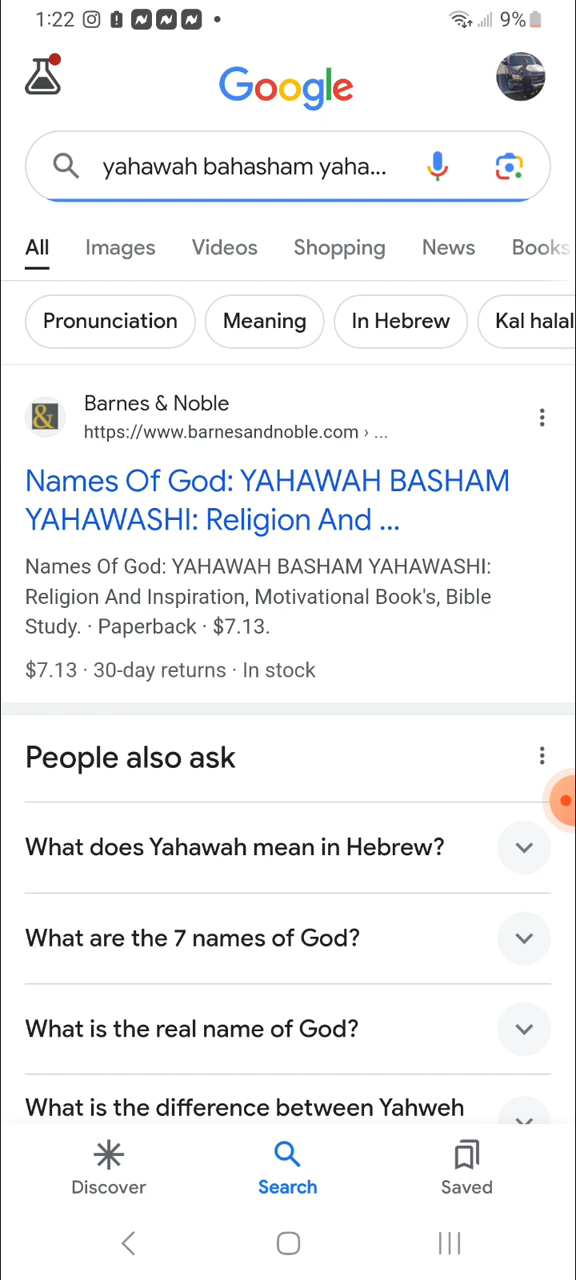 1:22 9%
Google
yahawah bahasham yaha...
All Images Videos Shopping News Books
Pronunciation Meaning In Hebrew Kal halal
&
Barnes & Noble
https://www.barnesandnoble.com › ...
Names Of God: YAHAWAH BASHAM
YAHAWASHI: Religion And ...
Names Of God: YAHAWAH BASHAM YAHAWASHI:
Religion And Inspiration, Motivational Book's, Bible
Study. · Paperback · $7.13.
$7.13 · 30-day returns · In stock
People also ask
What does Yahawah mean in Hebrew?
What are the 7 names of God?
What is the real name of God?
What is the difference between Yahweh
Discover Search Saved